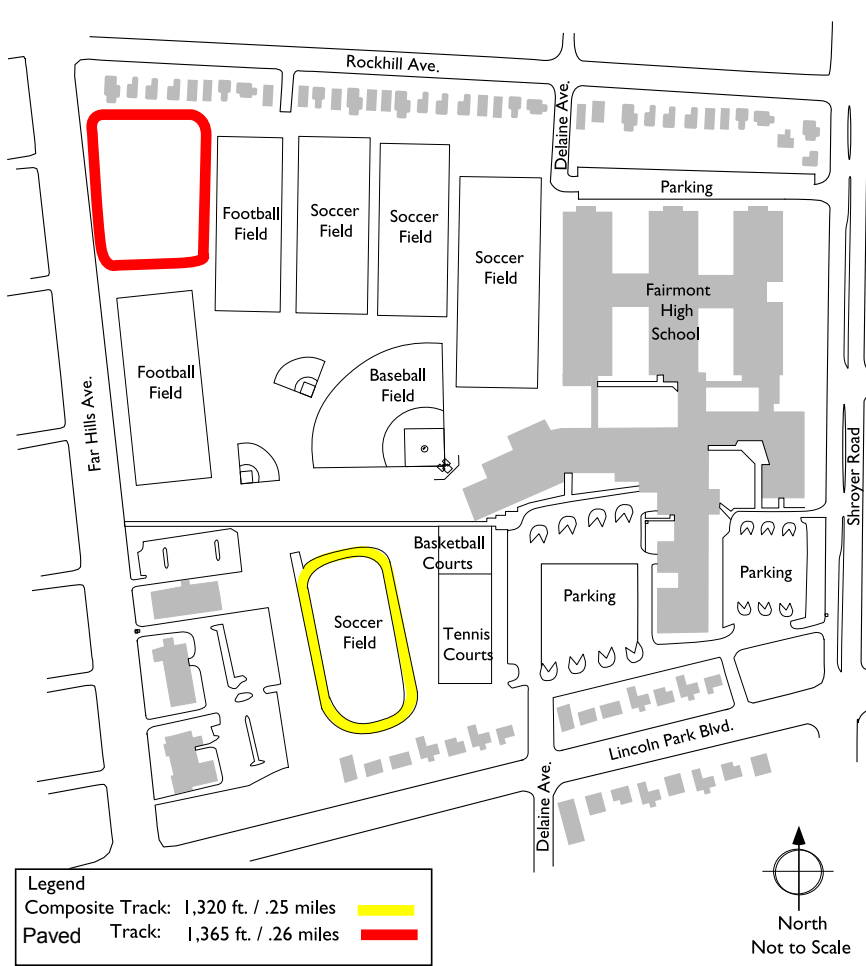 Rockhill Ave.
Delaine Ave.
Parking
Football
Field
Soccer
Field
Soccer
Field
Soccer
Field
Fairmont
High
School
Football
Field
Baseball
Field
Far Hills Ave.
Shroyer Road
Basketball
Courts
Soccer
Field
Tennis
Courts
Parking
Parking
Lincoln Park Blvd.
Delaine Ave.
Legend
Composite Track: 1,320 ft. / .25 miles
Paved Track: 1,365 ft. / .26 miles
North
Not to Scale